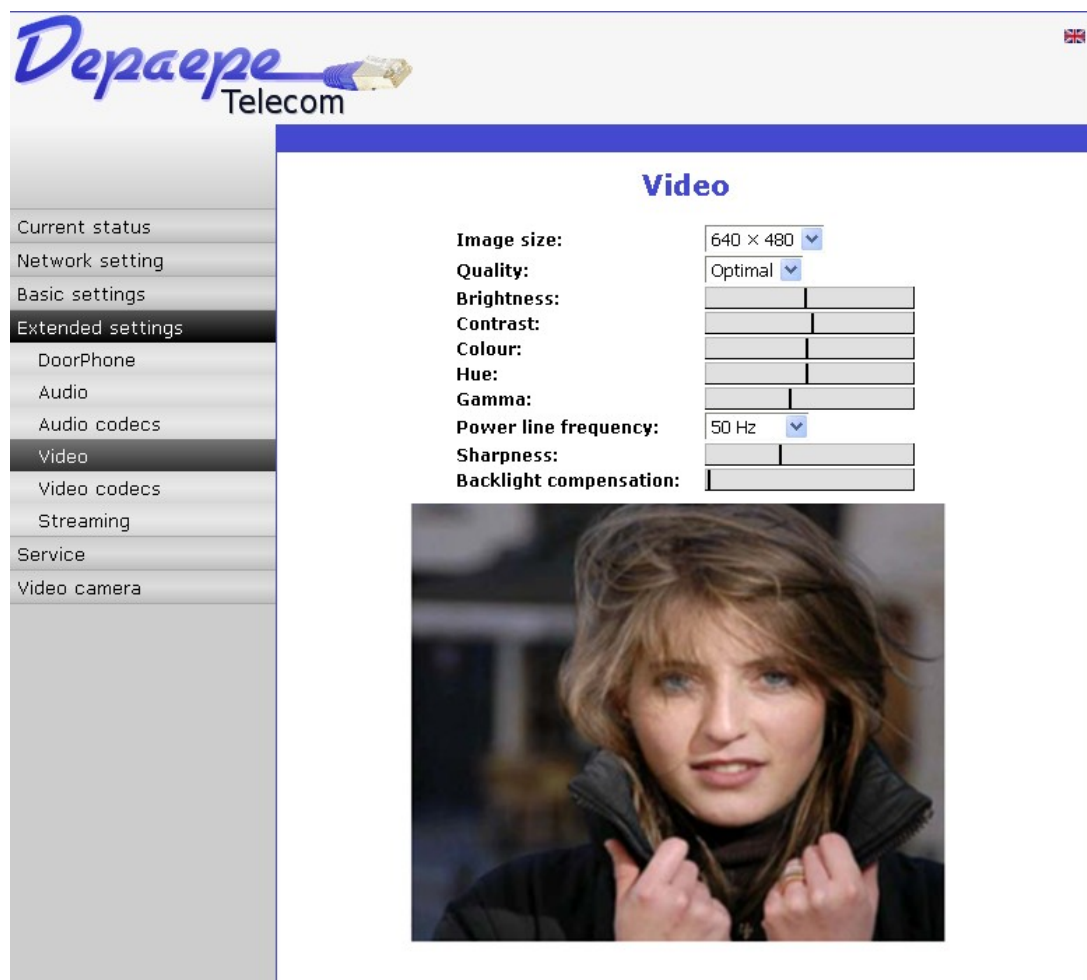 Depaepe
Telecom
Video
Current status
Network setting
Basic settings
Extended settings
DoorPhone
Audio
Audio codecs
Video
Video codecs
Streaming
Service
Video camera
Image size: 640 × 480
Quality: Optimal
Brightness:
Contrast:
Colour:
Hue:
Gamma:
Power line frequency: 50 Hz
Sharpness:
Backlight compensation: